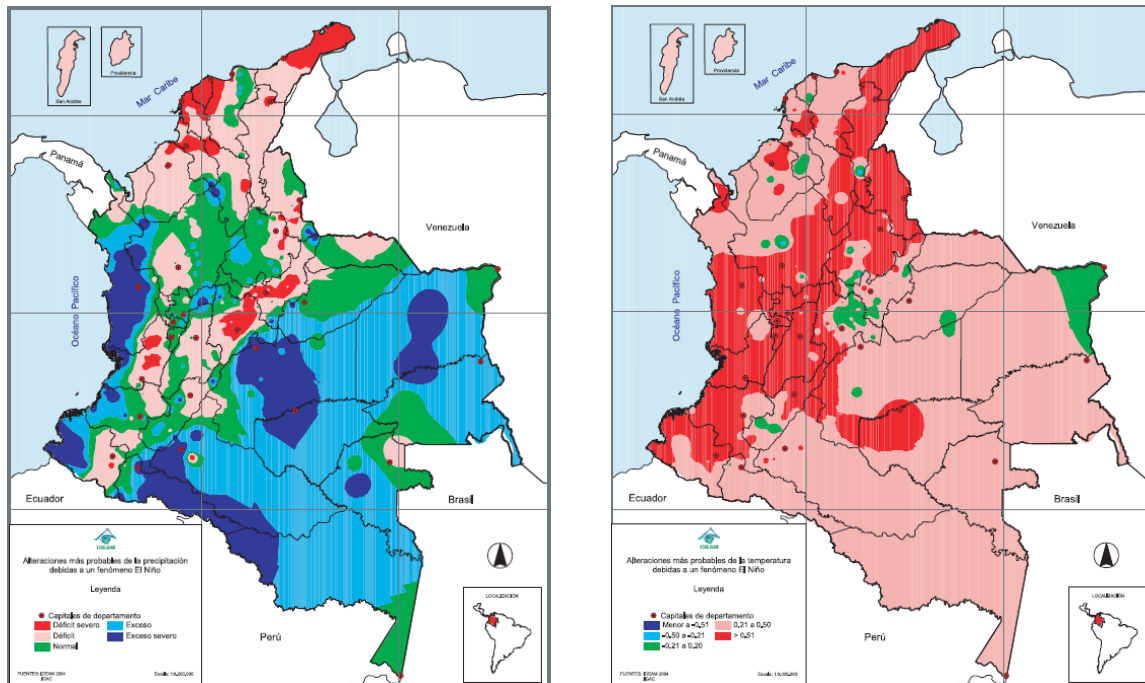 San Andrés
Providencia
Mar Caribe
Panamá
Venezuela
Océano Pacífico
Ecuador
Brasil
Perú
IDEAM
Alteraciones más probables de la precipitación
debidas a un fenómeno El Niño
Leyenda
Capitales de departamento
Déficit severo
Exceso
Déficit
Exceso severo
Normal
FUENTES: IDEAM 2004
IGAC
LOCALIZACIÓN
San Andrés
Providencia
Mar Caribe
Panamá
Venezuela
Océano Pacífico
Ecuador
Brasil
Perú
IDEAM
Alteraciones más probables de la temperatura
debidas a un fenómeno El Niño
Leyenda
Capitales de departamento
Menor a -0,51
0,21 a 0,50
-0,50 a -0,21
> 0,51
-0,21 a 0,20
FUENTES: IDEAM 2004
IGAC
LOCALIZACIÓN